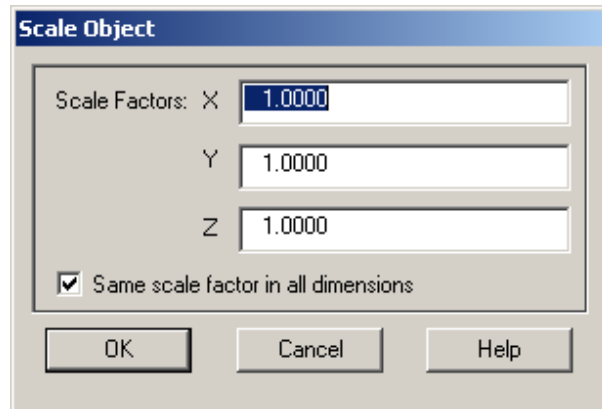 Scale Object
Scale Factors: X 1.0000
Y 1.0000
Z 1.0000
Same scale factor in all dimensions
OK Cancel Help